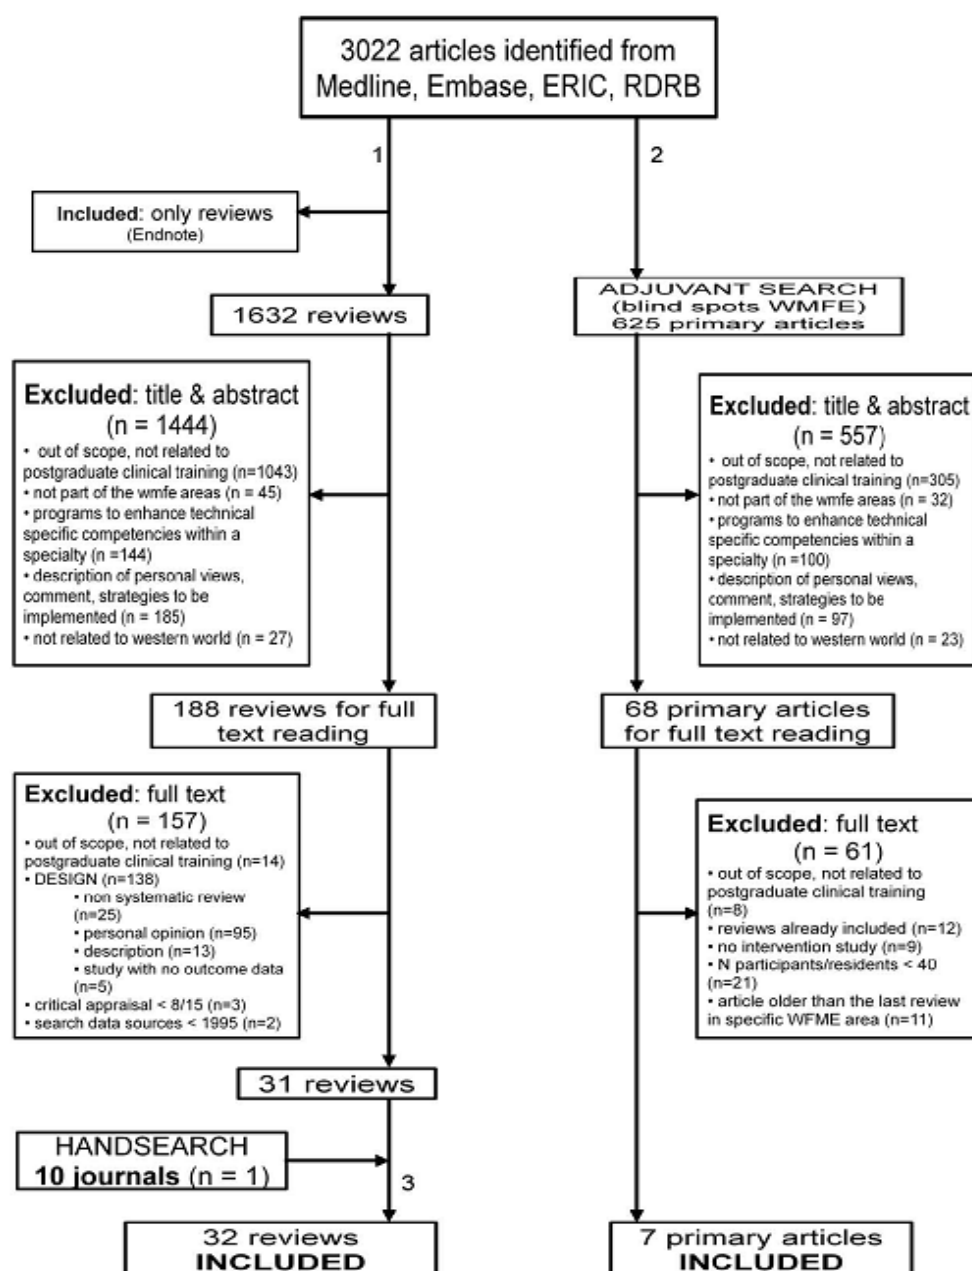 3022 articles identified from
Medline, Embase, ERIC, RDRB
1
2
Included: only reviews
(Endnote)
1632 reviews
ADJUVANT SEARCH
(blind spots WMFE)
625 primary articles
Excluded: title & abstract
(n = 1444)
• out of scope, not related to
postgraduate clinical training (n=1043)
• not part of the wmfe areas (n = 45)
• programs to enhance technical
specific competencies within a
specialty (n =144)
• description of personal views,
comment, strategies to be
implemented (n = 185)
• not related to western world (n = 27)
Excluded: title & abstract
(n = 557)
• out of scope, not related to
postgraduate clinical training (n=305)
• not part of the wmfe areas (n = 32)
• programs to enhance technical
specific competencies within a
specialty (n =100)
• description of personal views,
comment, strategies to be
implemented (n = 97)
• not related to western world (n = 23)
188 reviews for full
text reading
68 primary articles
for full text reading
Excluded: full text
(n = 157)
• out of scope, not related to
postgraduate clinical training (n=14)
• DESIGN (n=138)
• non systematic review
(n=25)
• personal opinion (n=95)
• description (n=13)
• study with no outcome data
(n=5)
• critical appraisal < 8/15 (n=3)
• search data sources < 1995 (n=2)
Excluded: full text
(n = 61)
• out of scope, not related to
postgraduate clinical training
(n=8)
• reviews already included (n=12)
• no intervention study (n=9)
• N participants/residents < 40
(n=21)
• article older than the last review
in specific WFME area (n=11)
31 reviews
HANDSEARCH
10 journals (n = 1)
3
32 reviews
INCLUDED
7 primary articles
INCLUDED